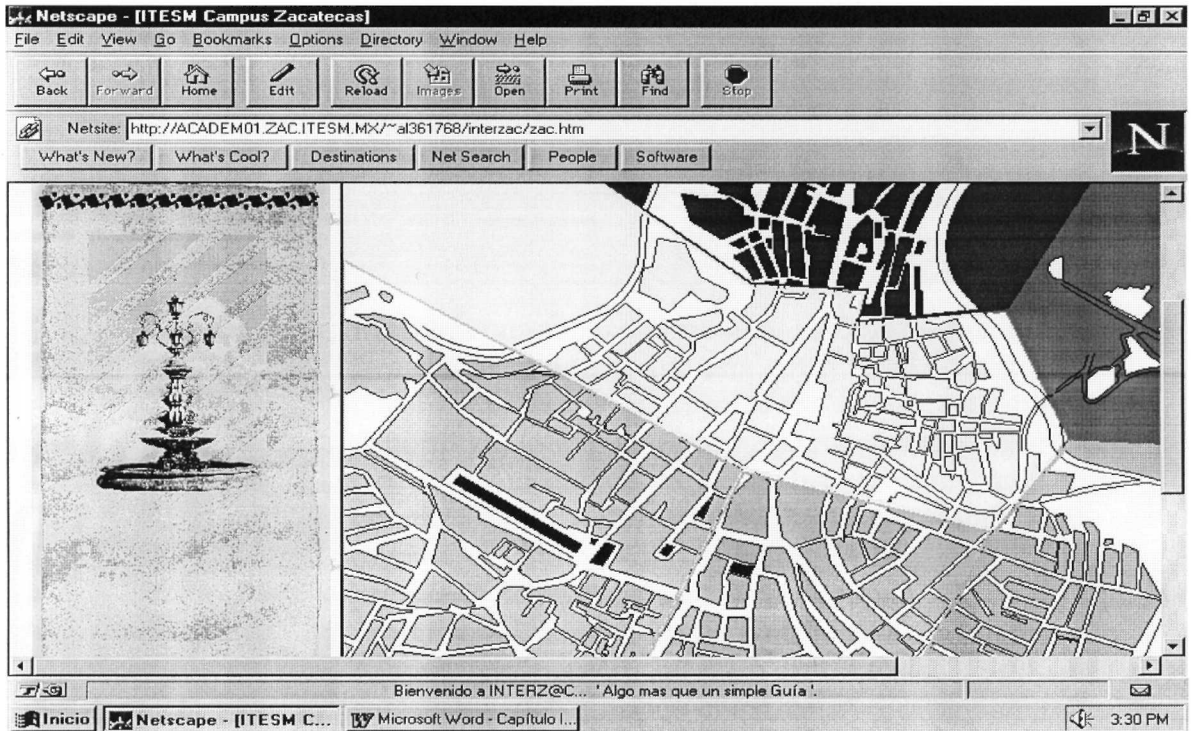 Netscape - [ITESM Campus Zacatecas]
File Edit View Go Bookmarks Options Directory Window Help
Back Forward Home Edit Reload Images Open Print Find Stop
Netsite: http://ACADEM01.ZAC.ITESM.MX/~al361768/interzac/zac.htm
N
What's New? What's Cool? Destinations Net Search People Software
Bienvenido a INTERZ@C... ' Algo mas que un simple Guía '.
Inicio Netscape - [ITESM C... W Microsoft Word - Capítulo I... 3:30 PM